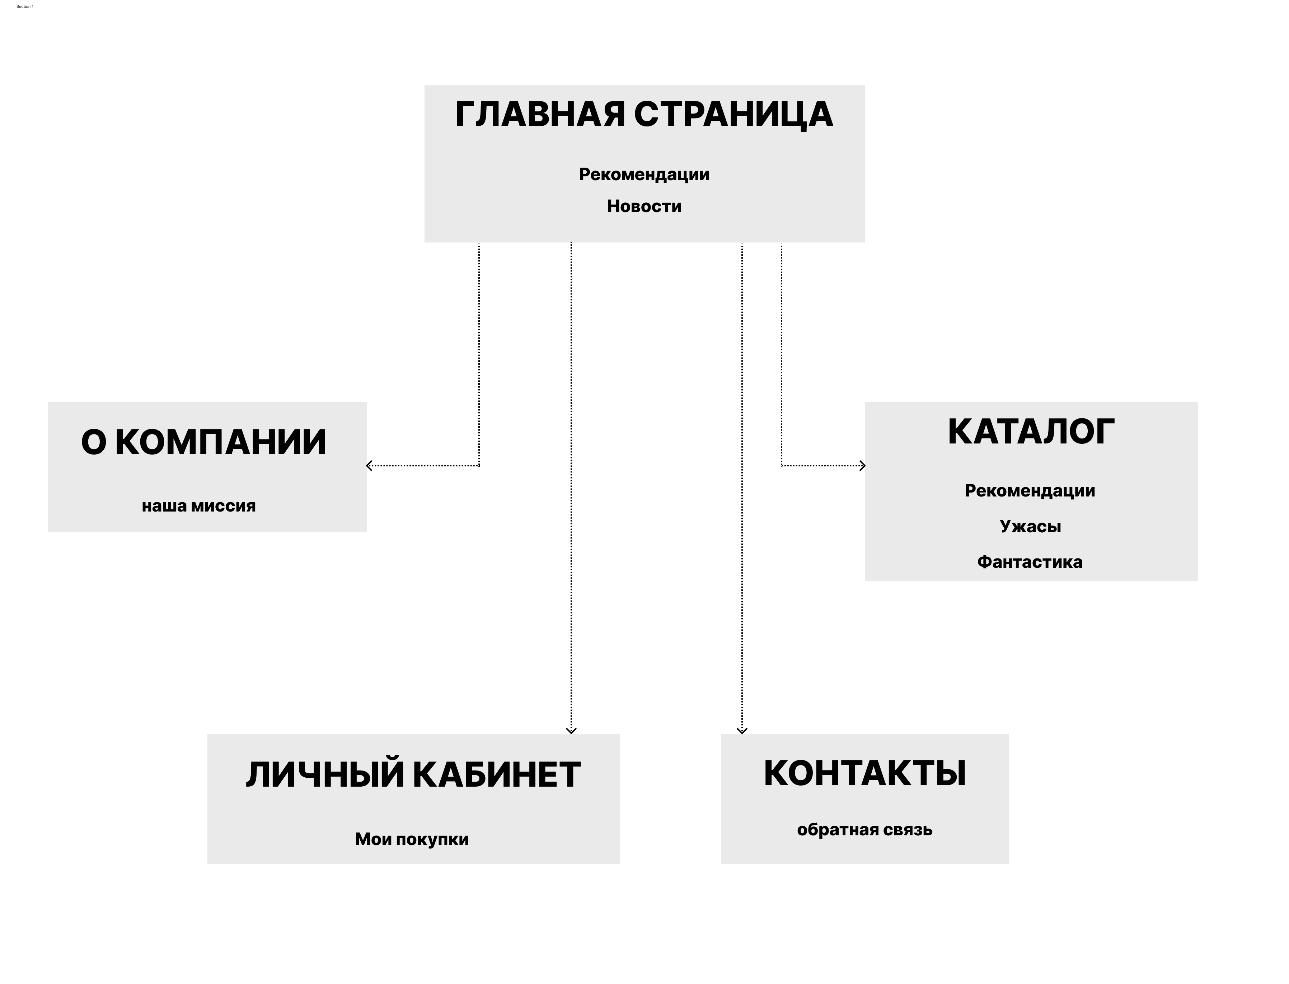 ГЛАВНАЯ СТРАНИЦА
Рекомендации
Новости
О КОМПАНИИ
наша миссия
КАТАЛОГ
Рекомендации
Ужасы
Фантастика
ЛИЧНЫЙ КАБИНЕТ
Мои покупки
КОНТАКТЫ
обратная связь